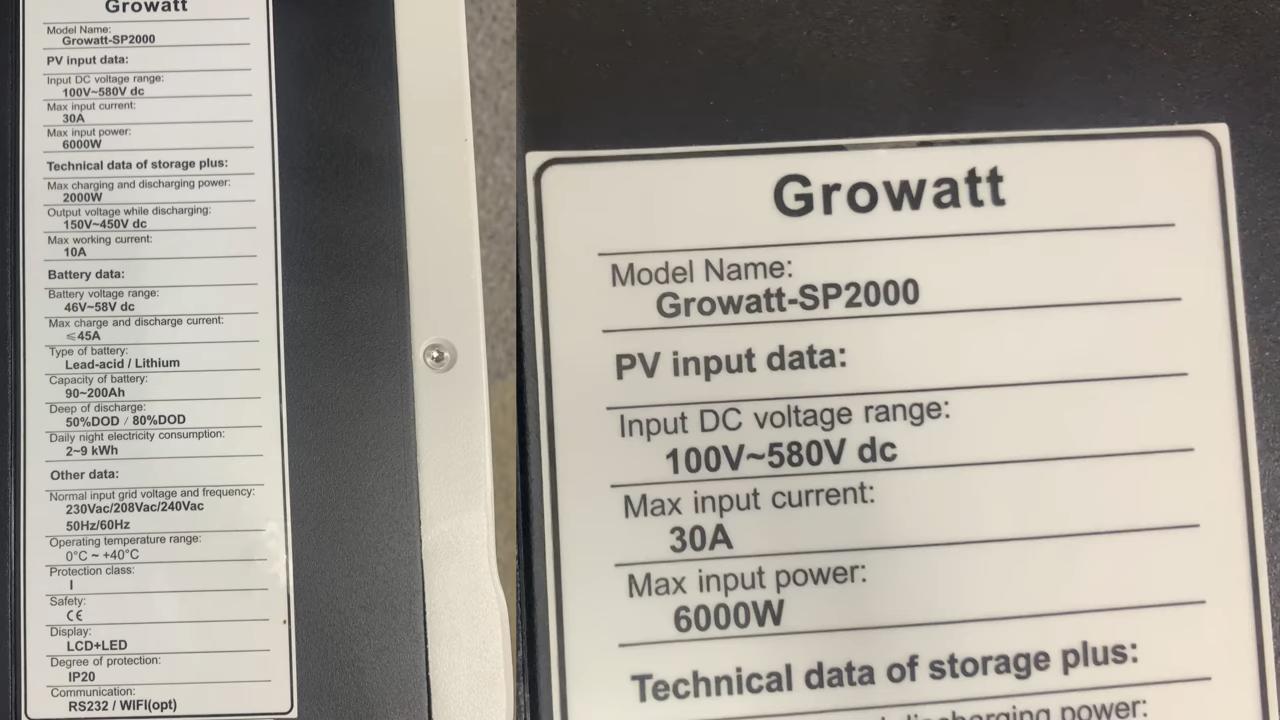 Growatt
Model Name:
Growatt-SP2000
PV input data:
Input DC voltage range:
100V~580V dc
Max input current:
30A
Max input power:
6000W
Technical data of storage plus:
Max charging and discharging power:
2000W
Output voltage while discharging:
150V~450V dc
Max working current:
10A
Battery data:
Battery voltage range:
46V~58V dc
Max charge and discharge current:
≤45A
Type of battery:
Lead-acid / Lithium
Capacity of battery:
90~200Ah
Deep of discharge:
50%DOD / 80%DOD
Daily night electricity consumption:
2~9 kWh
Other data:
Normal input grid voltage and frequency:
230Vac/208Vac/240Vac
50Hz/60Hz
Operating temperature range:
0°C ~ +40°C
Protection class:
I
Safety:
CE
Display:
LCD+LED
Degree of protection:
IP20
Communication:
RS232 / WIFI(opt)
Growatt
Model Name:
Growatt-SP2000
PV input data:
Input DC voltage range:
100V~580V dc
Max input current:
30A
Max input power:
6000W
Technical data of storage plus:
discharging power: